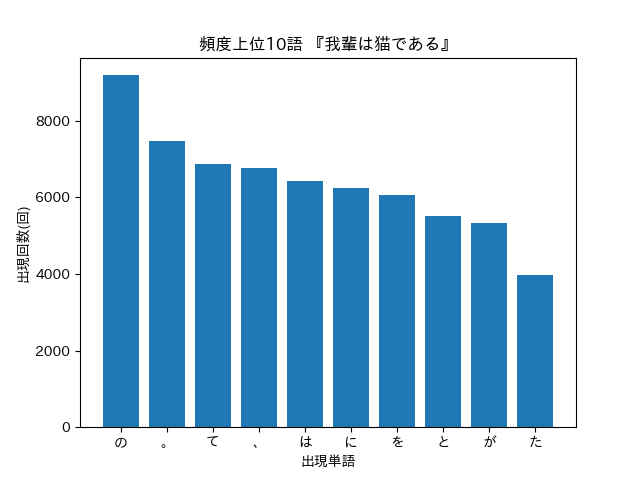 頻度上位10語 『我輩は猫である』
出現回数(回)
8000
6000
4000
2000
0
の 。 て 、 は に を と が た
出現単語